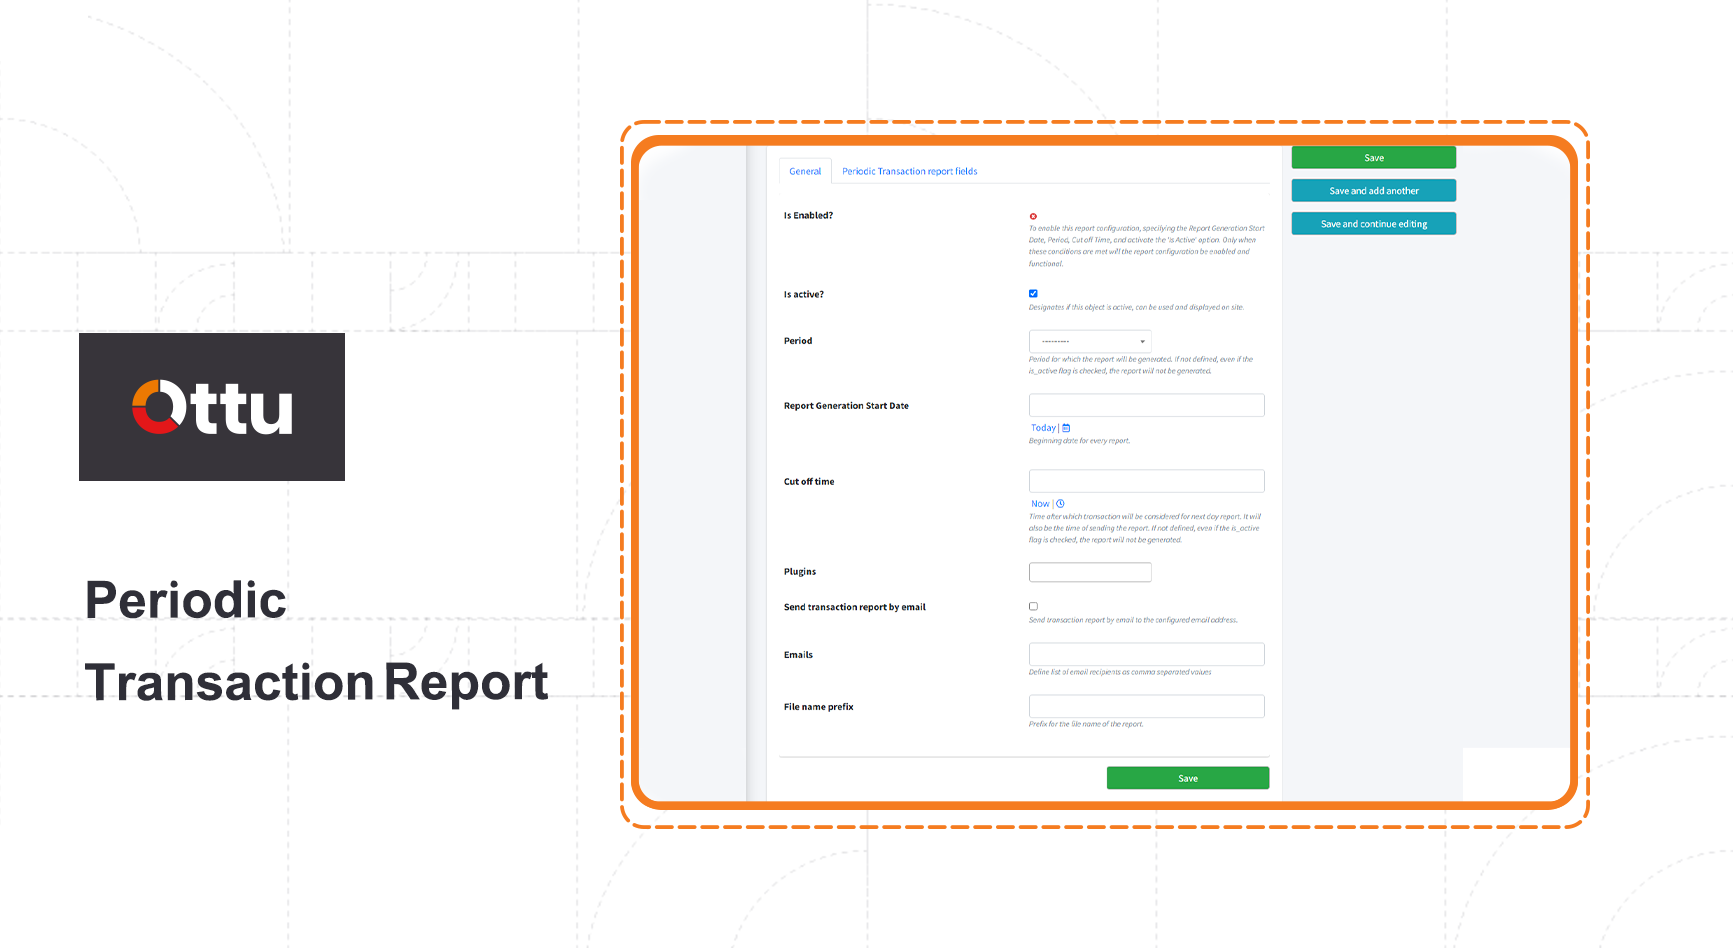 Ottu
Periodic
Transaction Report
General
Periodic Transaction report fields
Is Enabled?
To enable this report configuration, specifying the Report Generation Start
Date, Period, Cut off Time, and activate the 'Is Active' option. Only when
these conditions are met will the report configuration be enabled and
functional.
Is active?
Designates if this object is active, can be used and displayed on site.
Period
---------
Period for which the report will be generated. If not defined, even if the
is_active flag is checked, the report will not be generated.
Report Generation Start Date
Today |
Beginning date for every report.
Cut off time
Now |
Time after which transaction will be considered for next day report. It will
also be the time of sending the report. If not defined, even if the is_active
flag is checked, the report will not be generated.
Plugins
Send transaction report by email
Send transaction report by email to the configured email address.
Emails
Define list of email recipients as comma separated values
File name prefix
Prefix for the file name of the report.
Save
Save
Save and add another
Save and continue editing